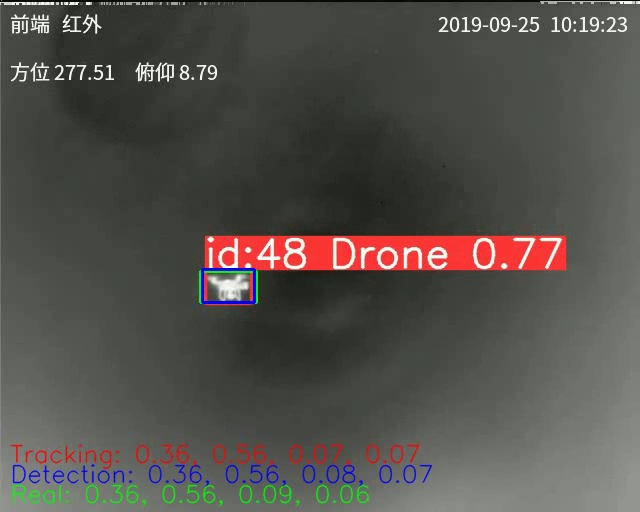 前端 红外 2019-09-25 10:19:23
方位 277.51 俯仰 8.79
id:48 Drone 0.77
Tracking: 0.36, 0.56, 0.07, 0.07
Detection: 0.36, 0.56, 0.08, 0.07
Real: 0.36, 0.56, 0.09, 0.06